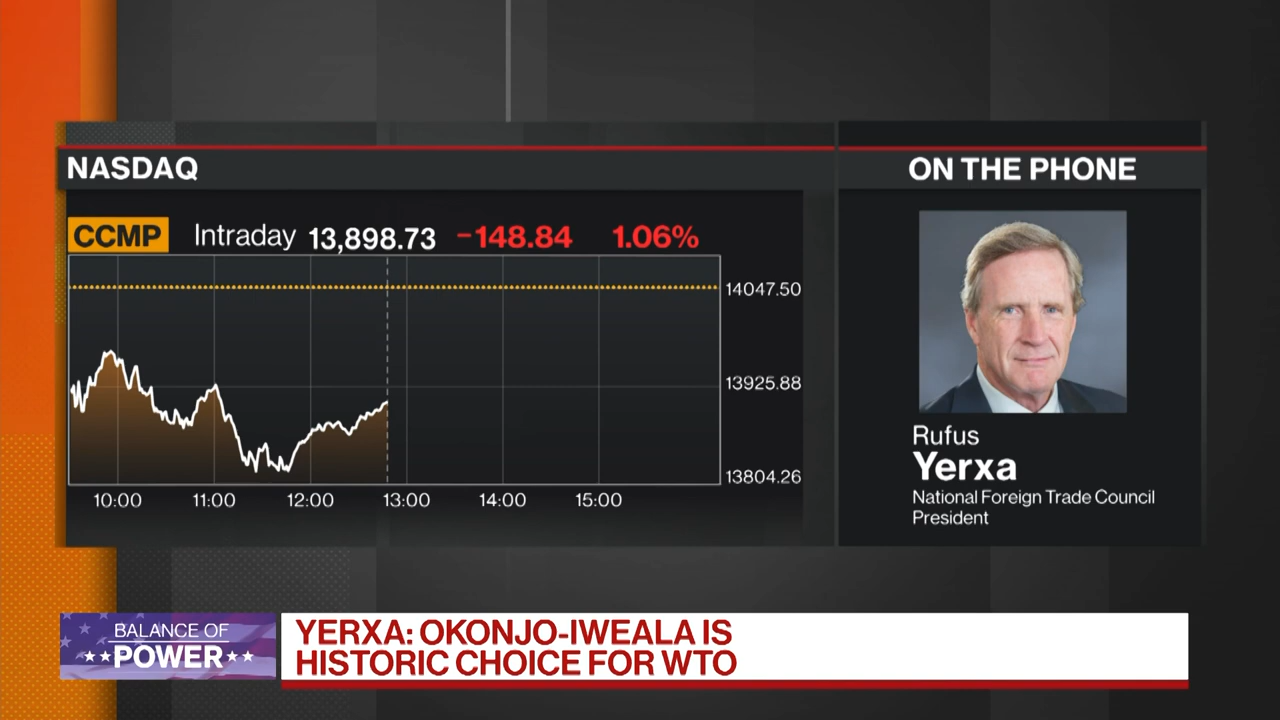 NASDAQ
CCMP Intraday 13,898.73 -148.84 1.06%
14047.50
13925.88
13804.26
10:00 11:00 12:00 13:00 14:00 15:00
ON THE PHONE
Rufus
Yerxa
National Foreign Trade Council
President
BALANCE OF
POWER
YERXA: OKONJO-IWEALA IS
HISTORIC CHOICE FOR WTO